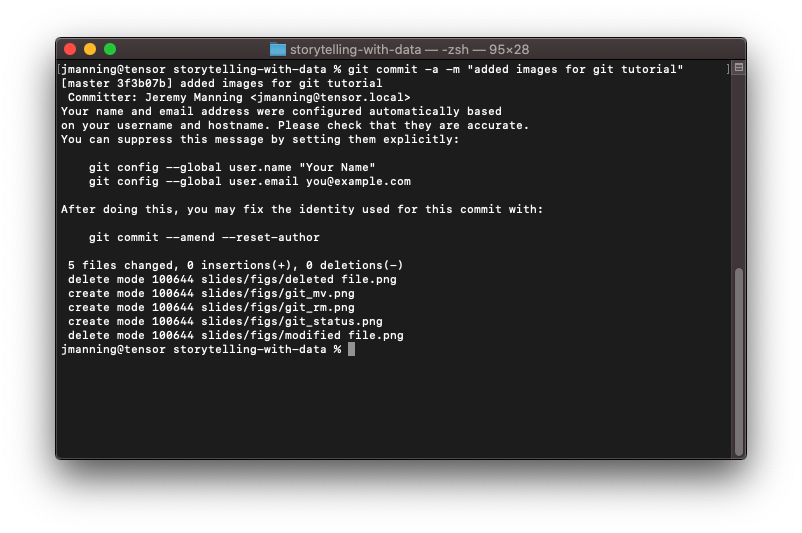 storytelling-with-data — -zsh — 95×28
[jmanning@tensor storytelling-with-data % git commit -a -m "added images for git tutorial" ]
[master 3f3b07b] added images for git tutorial
 Committer: Jeremy Manning <jmanning@tensor.local>
Your name and email address were configured automatically based
on your username and hostname. Please check that they are accurate.
You can suppress this message by setting them explicitly:

    git config --global user.name "Your Name"
    git config --global user.email you@example.com

After doing this, you may fix the identity used for this commit with:

    git commit --amend --reset-author

 5 files changed, 0 insertions(+), 0 deletions(-)
 delete mode 100644 slides/figs/deleted file.png
 create mode 100644 slides/figs/git_mv.png
 create mode 100644 slides/figs/git_rm.png
 create mode 100644 slides/figs/git_status.png
 delete mode 100644 slides/figs/modified file.png
jmanning@tensor storytelling-with-data %